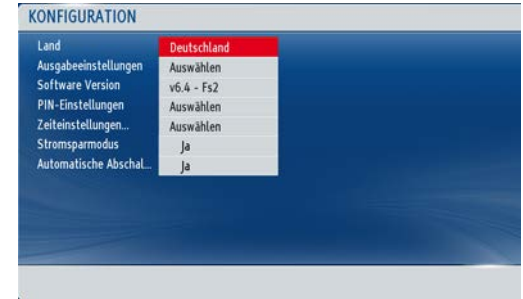 KONFIGURATION
Land Deutschland
Ausgabeeinstellungen Auswählen
Software Version v6.4 - Fs2
PIN-Einstellungen Auswählen
Zeiteinstellungen... Auswählen
Stromsparmodus Ja
Automatische Abschal... Ja